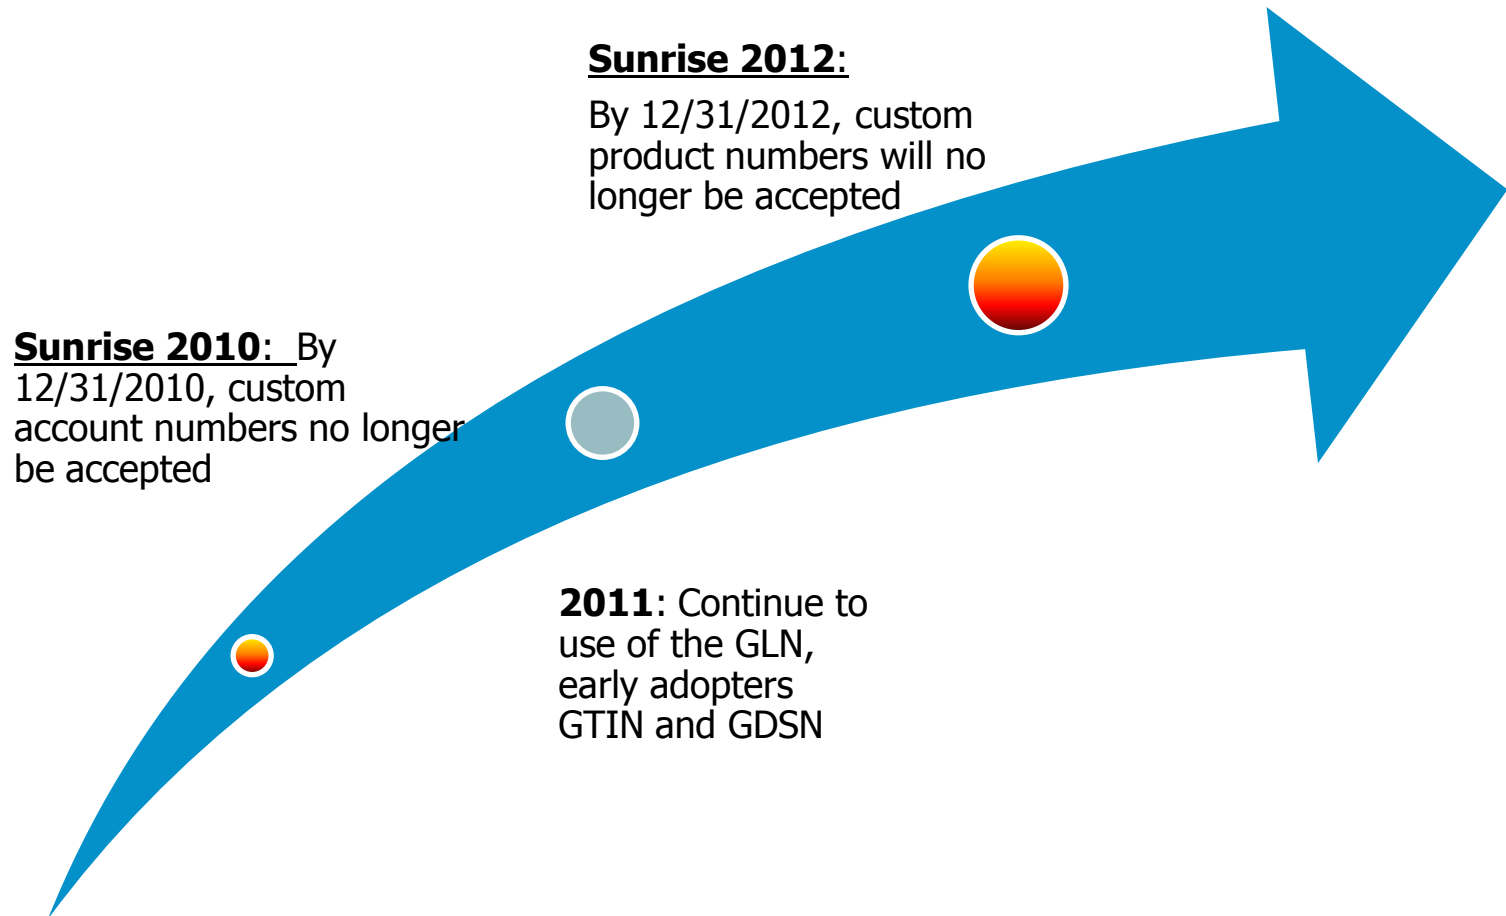 Sunrise 2012:
By 12/31/2012, custom
product numbers will no
longer be accepted
Sunrise 2010: By
12/31/2010, custom
account numbers no longer
be accepted
2011: Continue to
use of the GLN,
early adopters
GTIN and GDSN